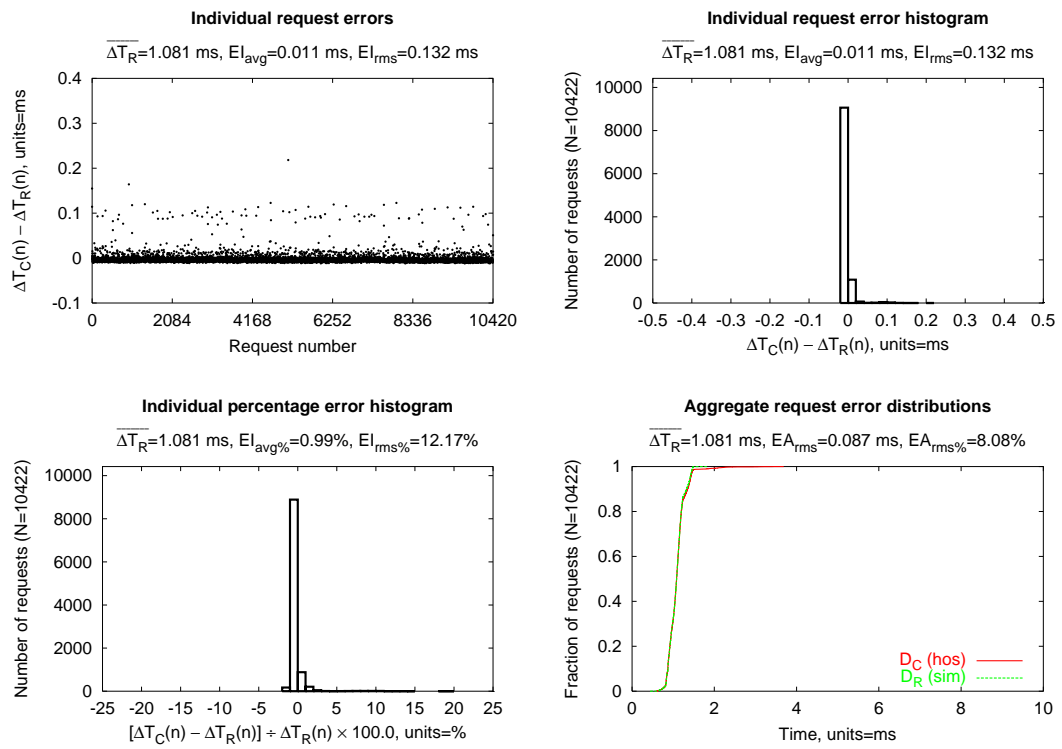 Individual request errors
ΔT_R=1.081 ms, EI_avg=0.011 ms, EI_rms=0.132 ms
ΔT_C(n) − ΔT_R(n), units=ms
0.4
0.3
0.2
0.1
0
-0.1
0 2084 4168 6252 8336 10420
Request number
Individual request error histogram
ΔT_R=1.081 ms, EI_avg=0.011 ms, EI_rms=0.132 ms
Number of requests (N=10422)
10000
8000
6000
4000
2000
0
-0.5 -0.4 -0.3 -0.2 -0.1 0 0.1 0.2 0.3 0.4 0.5
ΔT_C(n) − ΔT_R(n), units=ms
Individual percentage error histogram
ΔT_R=1.081 ms, EI_avg%=0.99%, EI_rms%=12.17%
Number of requests (N=10422)
10000
8000
6000
4000
2000
0
-25 -20 -15 -10 -5 0 5 10 15 20 25
[ΔT_C(n) − ΔT_R(n)] ÷ ΔT_R(n) × 100.0, units=%
Aggregate request error distributions
ΔT_R=1.081 ms, EA_rms=0.087 ms, EA_rms%=8.08%
Fraction of requests (N=10422)
1
0.8
0.6
0.4
0.2
0
D_C (hos)
D_R (sim)
0 2 4 6 8 10
Time, units=ms